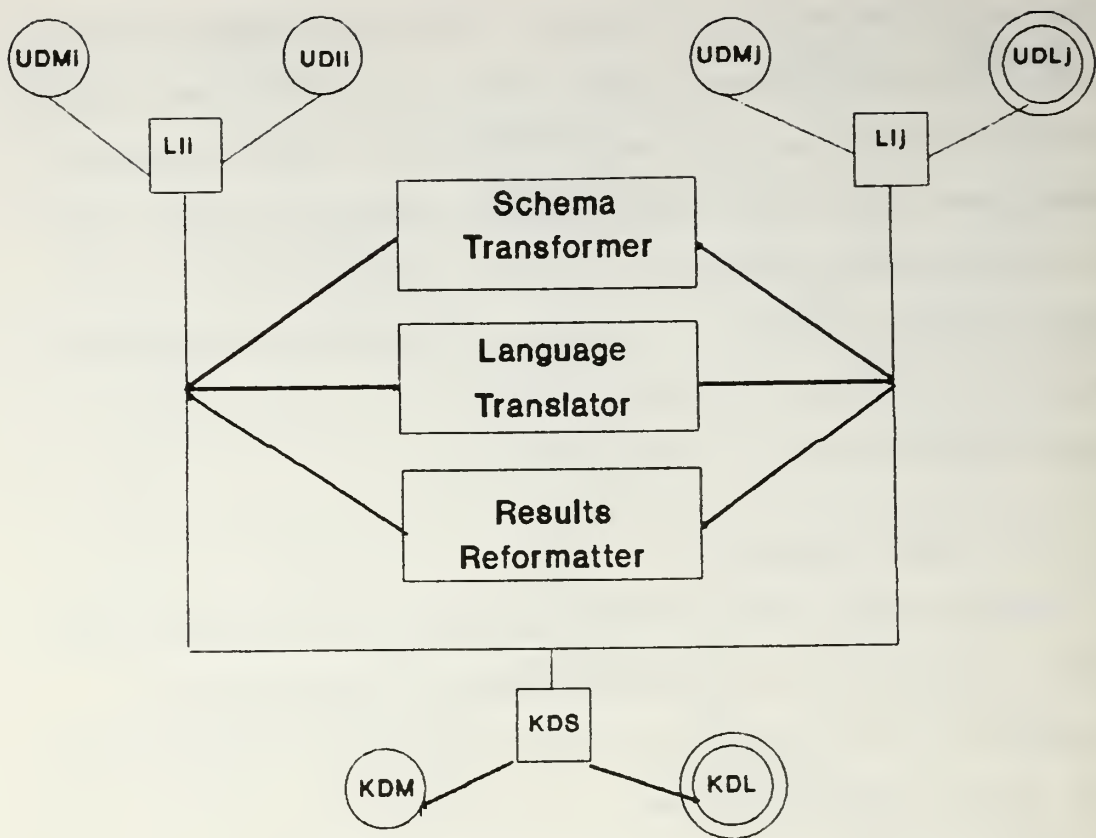 UDMi
UDIi
UDMj
UDLj
LIi
LIj
Schema
Transformer
Language
Translator
Results
Reformatter
KDS
KDM
KDL